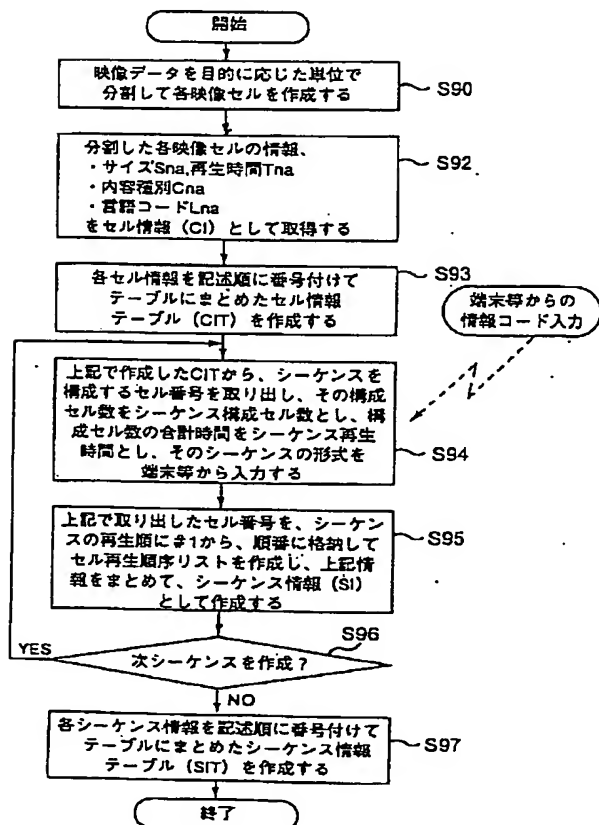 開始
映像データを目的に応じた単位で
分割して各映像セルを作成する
S90
分割した各映像セルの情報、
・サイズSna,再生時間Tna
・内容種別Cna
・言語コードLna
をセル情報（CI）として取得する
S92
各セル情報を記述順に番号付けて
テーブルにまとめたセル情報
テーブル（CIT）を作成する
S93
端末等からの
情報コード入力
上記で作成したCITから、シーケンスを
構成するセル番号を取り出し、その構成
セル数をシーケンス構成セル数とし、構
成セル数の合計時間をシーケンス再生
時間とし、そのシーケンスの形式を
端末等から入力する
S94
上記で取り出したセル番号を、シーケン
スの再生順に#1から、順番に格納して
セル再生順序リストを作成し、上記情
報をまとめて、シーケンス情報（SI）
として作成する
S95
S96
YES
次シーケンスを作成？
NO
各シーケンス情報を記述順に番号付けて
テーブルにまとめたシーケンス情報
テーブル（SIT）を作成する
S97
終了